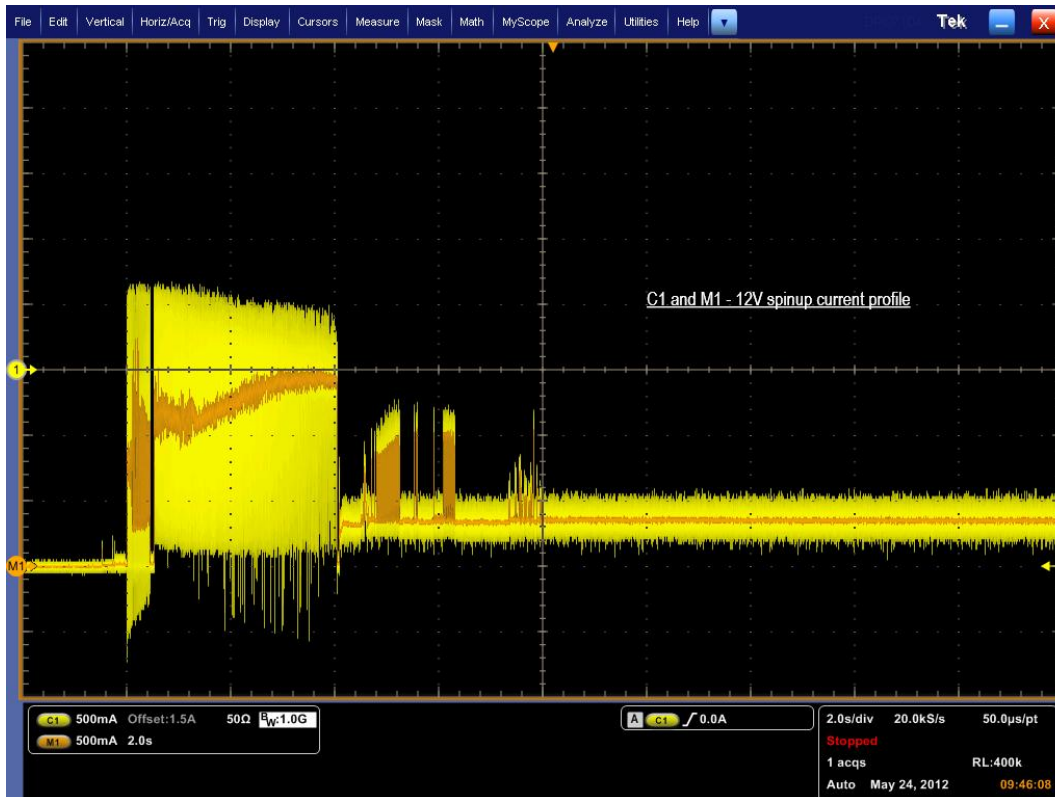 File Edit Vertical Horiz/Acq Trig Display Cursors Measure Mask Math MyScope Analyze Utilities Help Tek X
C1 and M1 - 12V spinup current profile
1
M1
C1 500mA Offset:1.5A 50Ω BW:1.0G
M1 500mA 2.0s
A C1 0.0A
2.0s/div 20.0kS/s 50.0µs/pt
Stopped
1 acqs RL:400k
Auto May 24, 2012 09:46:08